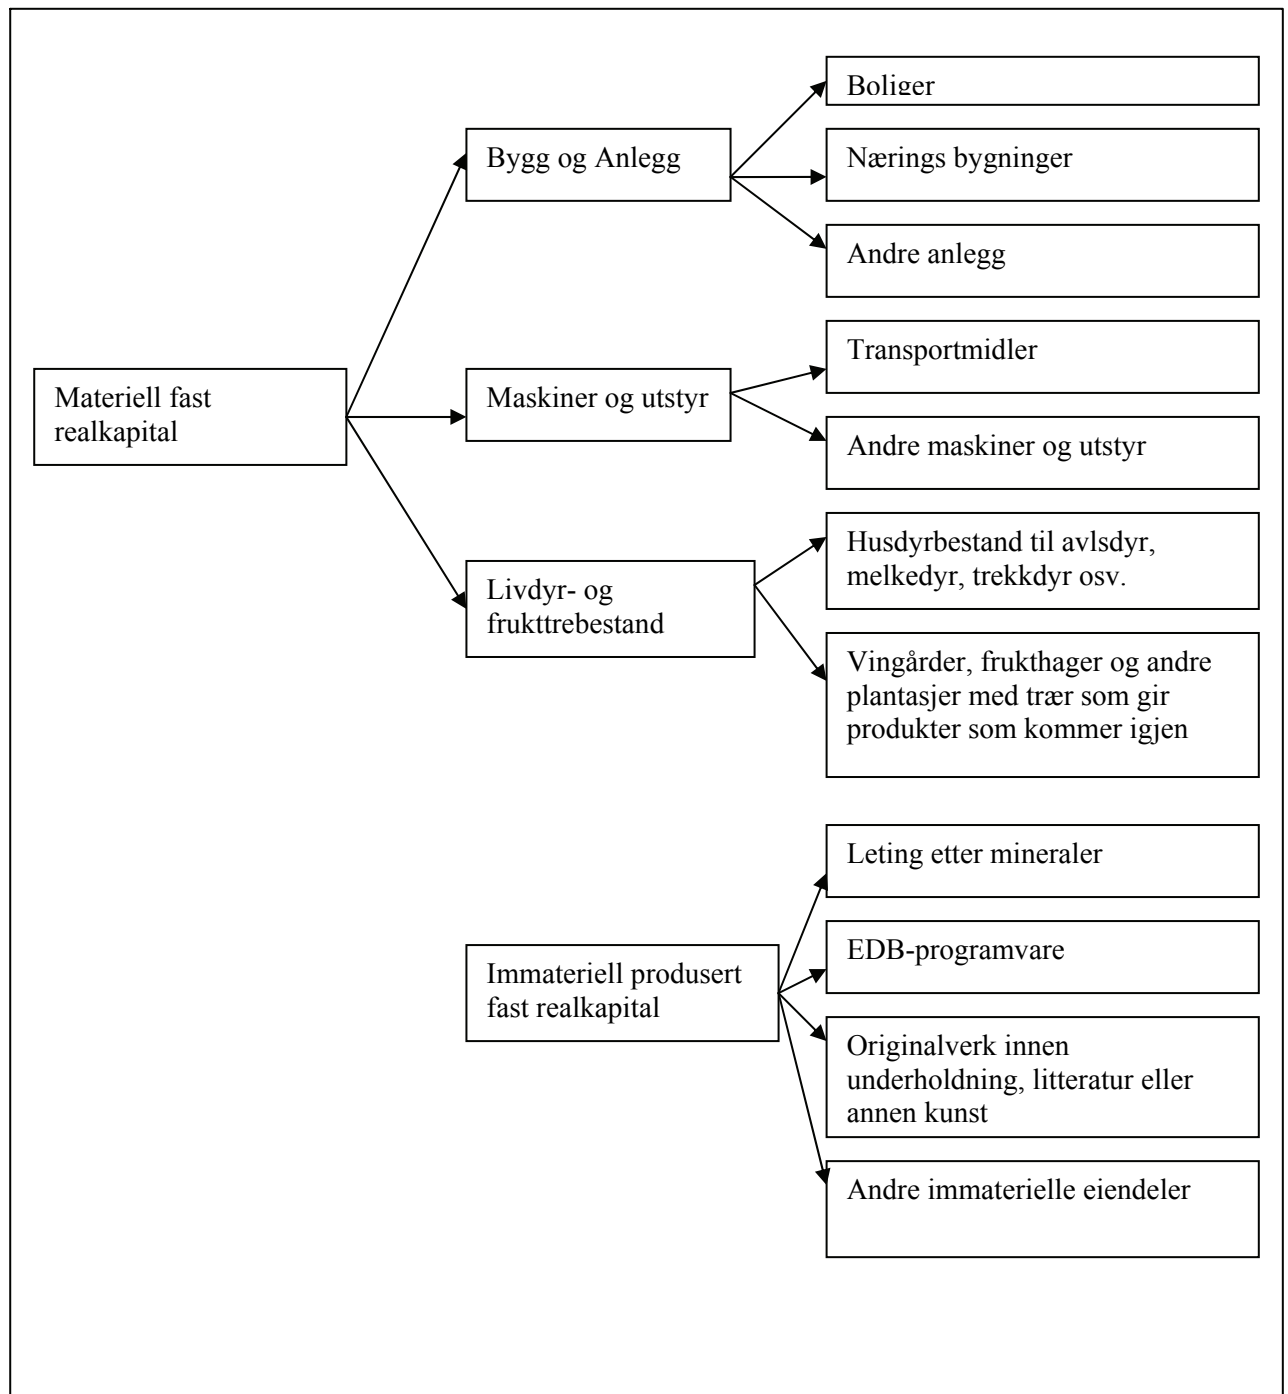 Boliger
Bygg og Anlegg
Nærings bygninger
Andre anlegg
Materiell fast
realkapital
Maskiner og utstyr
Transportmidler
Andre maskiner og utstyr
Livdyr- og
frukttrebestand
Husdyrbestand til avlsdyr,
melkedyr, trekkdyr osv.
Vingårder, frukthager og andre
plantasjer med trær som gir
produkter som kommer igjen
Immateriell produsert
fast realkapital
Leting etter mineraler
EDB-programvare
Originalverk innen
underholdning, litteratur eller
annen kunst
Andre immaterielle eiendeler